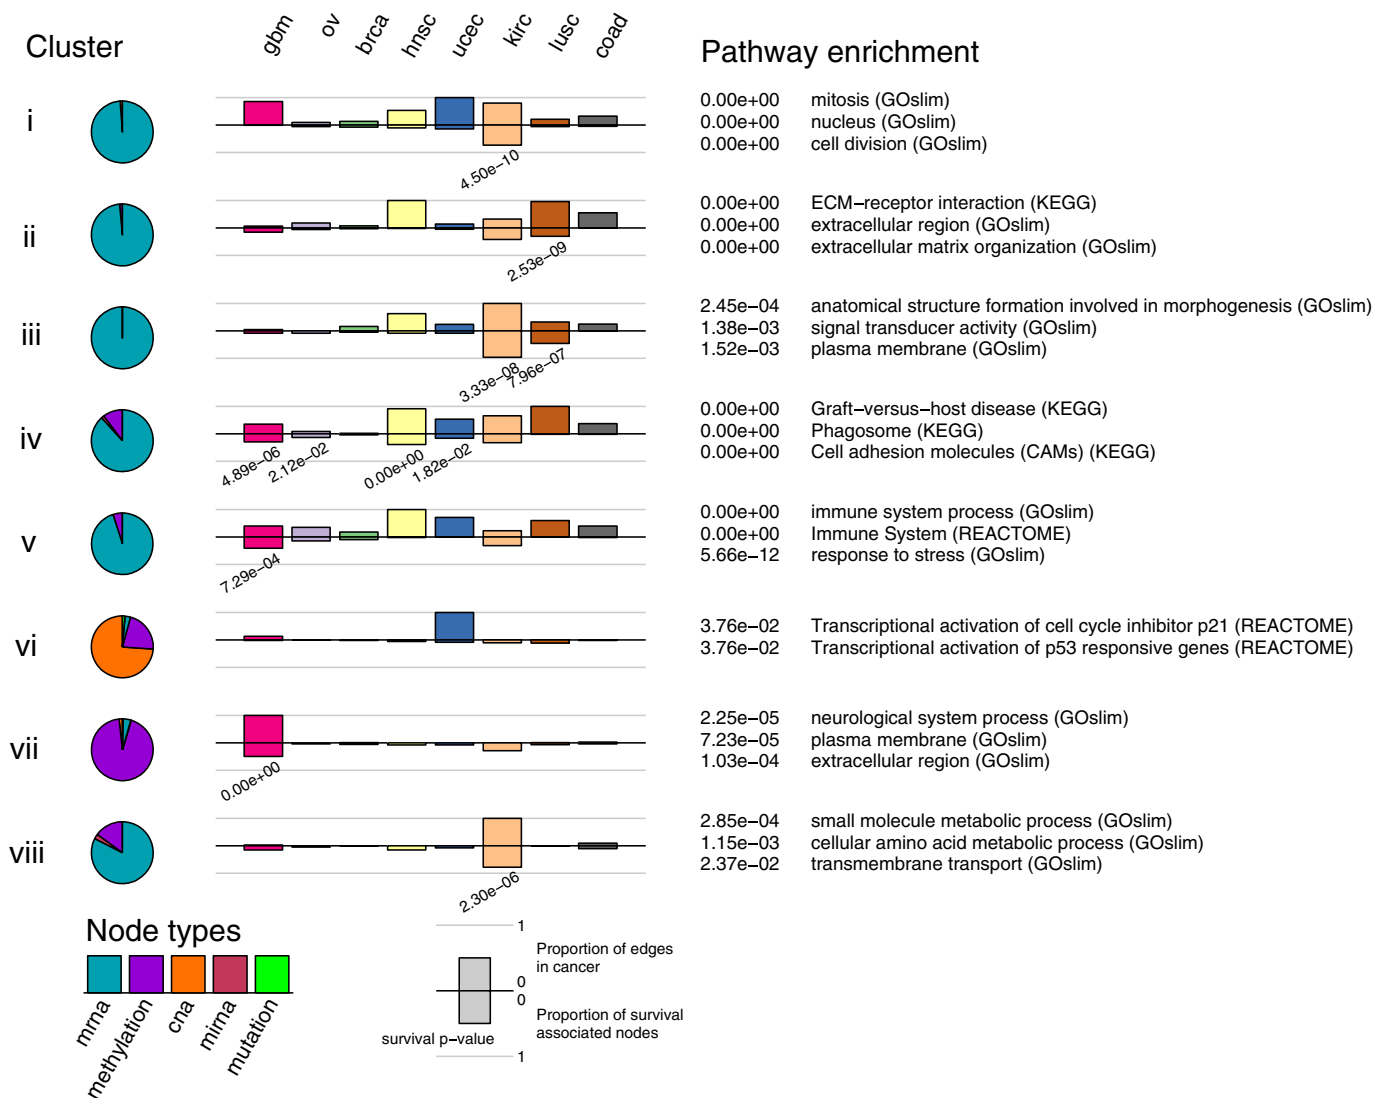 Cluster
gbm
ov
brca
hnsc
ucec
kirc
lusc
coad
Pathway enrichment
i
4.50e−10
0.00e+00 mitosis (GOslim)
0.00e+00 nucleus (GOslim)
0.00e+00 cell division (GOslim)
ii
2.53e−09
0.00e+00 ECM−receptor interaction (KEGG)
0.00e+00 extracellular region (GOslim)
0.00e+00 extracellular matrix organization (GOslim)
iii
3.33e−08
7.96e−07
2.45e−04 anatomical structure formation involved in morphogenesis (GOslim)
1.38e−03 signal transducer activity (GOslim)
1.52e−03 plasma membrane (GOslim)
iv
4.89e−06
2.12e−02
0.00e+00
1.82e−02
0.00e+00 Graft−versus−host disease (KEGG)
0.00e+00 Phagosome (KEGG)
0.00e+00 Cell adhesion molecules (CAMs) (KEGG)
v
7.29e−04
0.00e+00 immune system process (GOslim)
0.00e+00 Immune System (REACTOME)
5.66e−12 response to stress (GOslim)
vi
3.76e−02 Transcriptional activation of cell cycle inhibitor p21 (REACTOME)
3.76e−02 Transcriptional activation of p53 responsive genes (REACTOME)
vii
0.00e+00
2.25e−05 neurological system process (GOslim)
7.23e−05 plasma membrane (GOslim)
1.03e−04 extracellular region (GOslim)
viii
2.30e−06
2.85e−04 small molecule metabolic process (GOslim)
1.15e−03 cellular amino acid metabolic process (GOslim)
2.37e−02 transmembrane transport (GOslim)
Node types
mrna
methylation
cna
mirna
mutation
1
Proportion of edges
in cancer
0
0
Proportion of survival
associated nodes
survival p−value
1